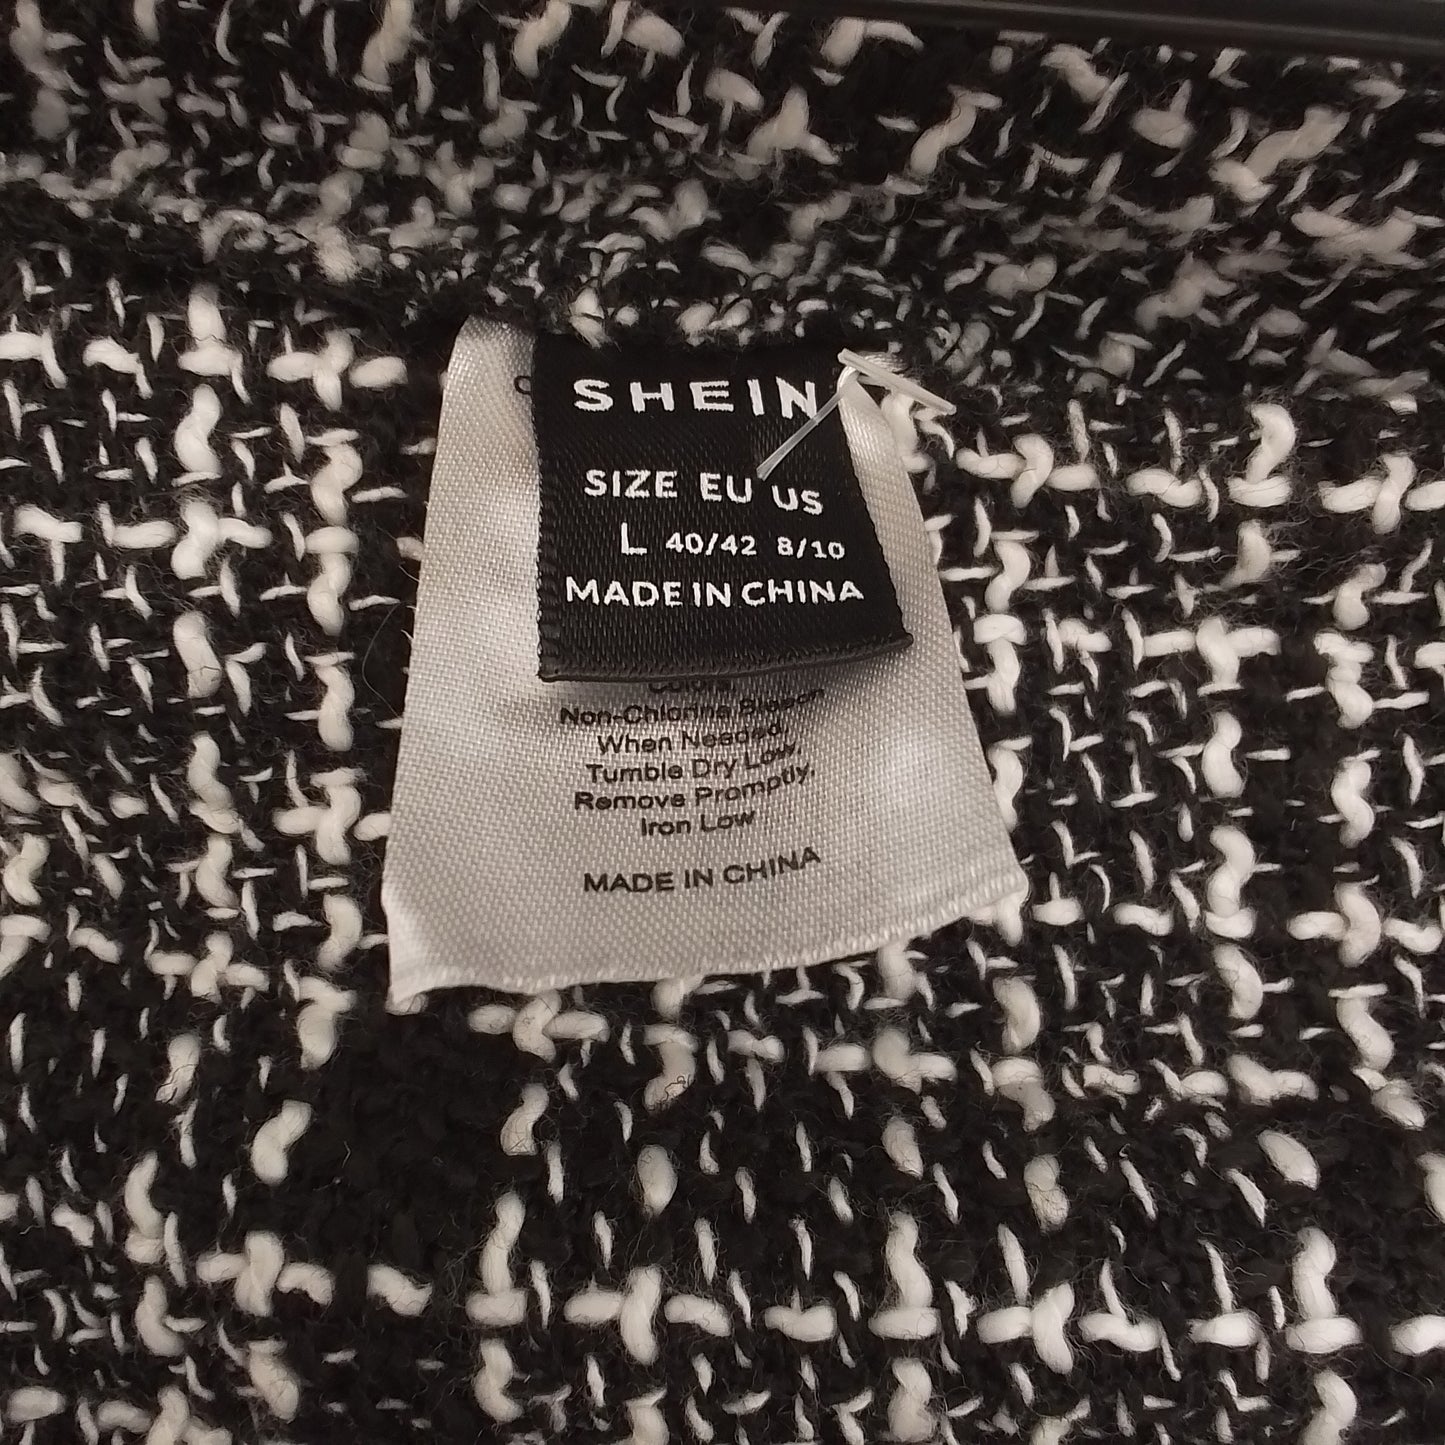 SHEIN
SIZE EU US
L 40/42 8/10
MADE IN CHINA
Colors,
Non-Chlorine Bleach
When Needed,
Tumble Dry Low,
Remove Promptly,
Iron Low
MADE IN CHINA